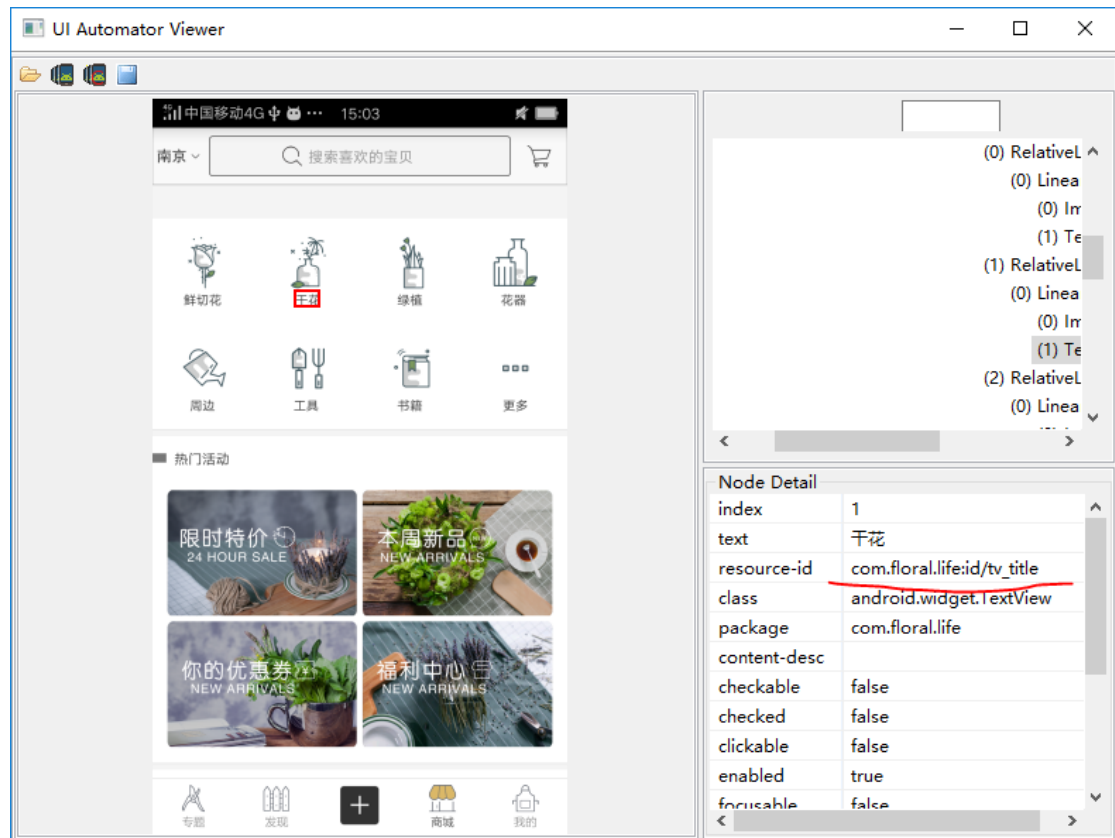 UI Automator Viewer
中国移动4G ··· 15:03
南京 搜索喜欢的宝贝
鲜切花 干花 绿植 花器
周边 工具 书籍 更多
热门活动
限时特价
24 HOUR SALE
本周新品
NEW ARRIVALS
你的优惠券
NEW ARRIVALS
福利中心
NEW ARRIVALS
专题 发现 商城 我的
(0) RelativeL
(0) Linea
(0) Im
(1) Te
(1) RelativeL
(0) Linea
(0) Im
(1) Te
(2) RelativeL
(0) Linea
Node Detail
index 1
text 干花
resource-id com.floral.life:id/tv_title
class android.widget.TextView
package com.floral.life
content-desc
checkable false
checked false
clickable false
enabled true
focusable false